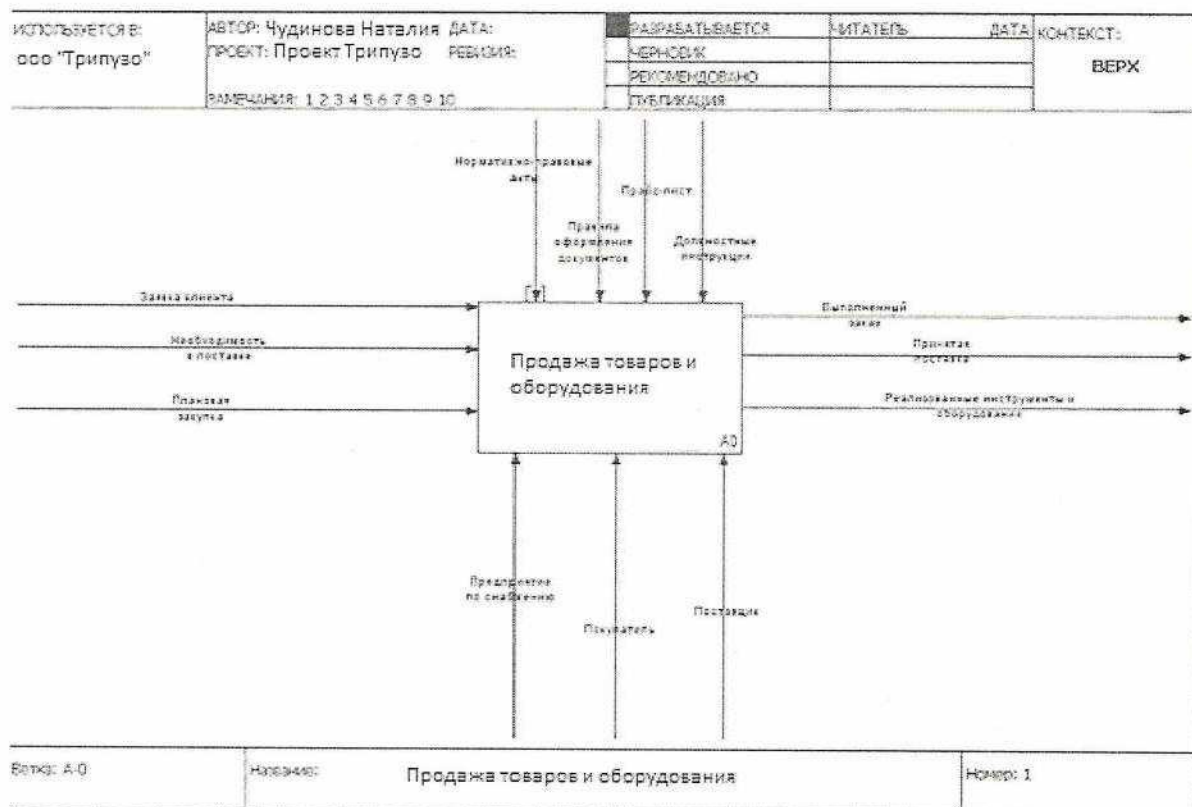 ИСПОЛЬЗУЕТСЯ В:
ООО "Трипузо"
АВТОР: Чудинова Наталия ДАТА:
ПРОЕКТ: Проект Трипузо РЕВИЗИЯ:
ЗАМЕЧАНИЯ: 1 2 3 4 5 6 7 8 9 10
РАЗРАБАТЫВАЕТСЯ
ЧЕРНОВИК
РЕКОМЕНДОВАНО
ПУБЛИКАЦИЯ
ЧИТАТЕЛЬ ДАТА
КОНТЕКСТ:
ВЕРХ
Нормативно-правовые
акты
Правила
оформления
документов
Прайс-лист
Должностные
инструкции
Заявка клиента
Необходимость
в поставке
Плановая
закупка
Продажа товаров и
оборудования
A0
Выполненный
заказ
Принятая
поставка
Реализованные инструменты и
оборудование
Предприятие
по снабжению
Покупатель
Поставщик
Ветка: A-0
Название:
Продажа товаров и оборудования
Номер: 1